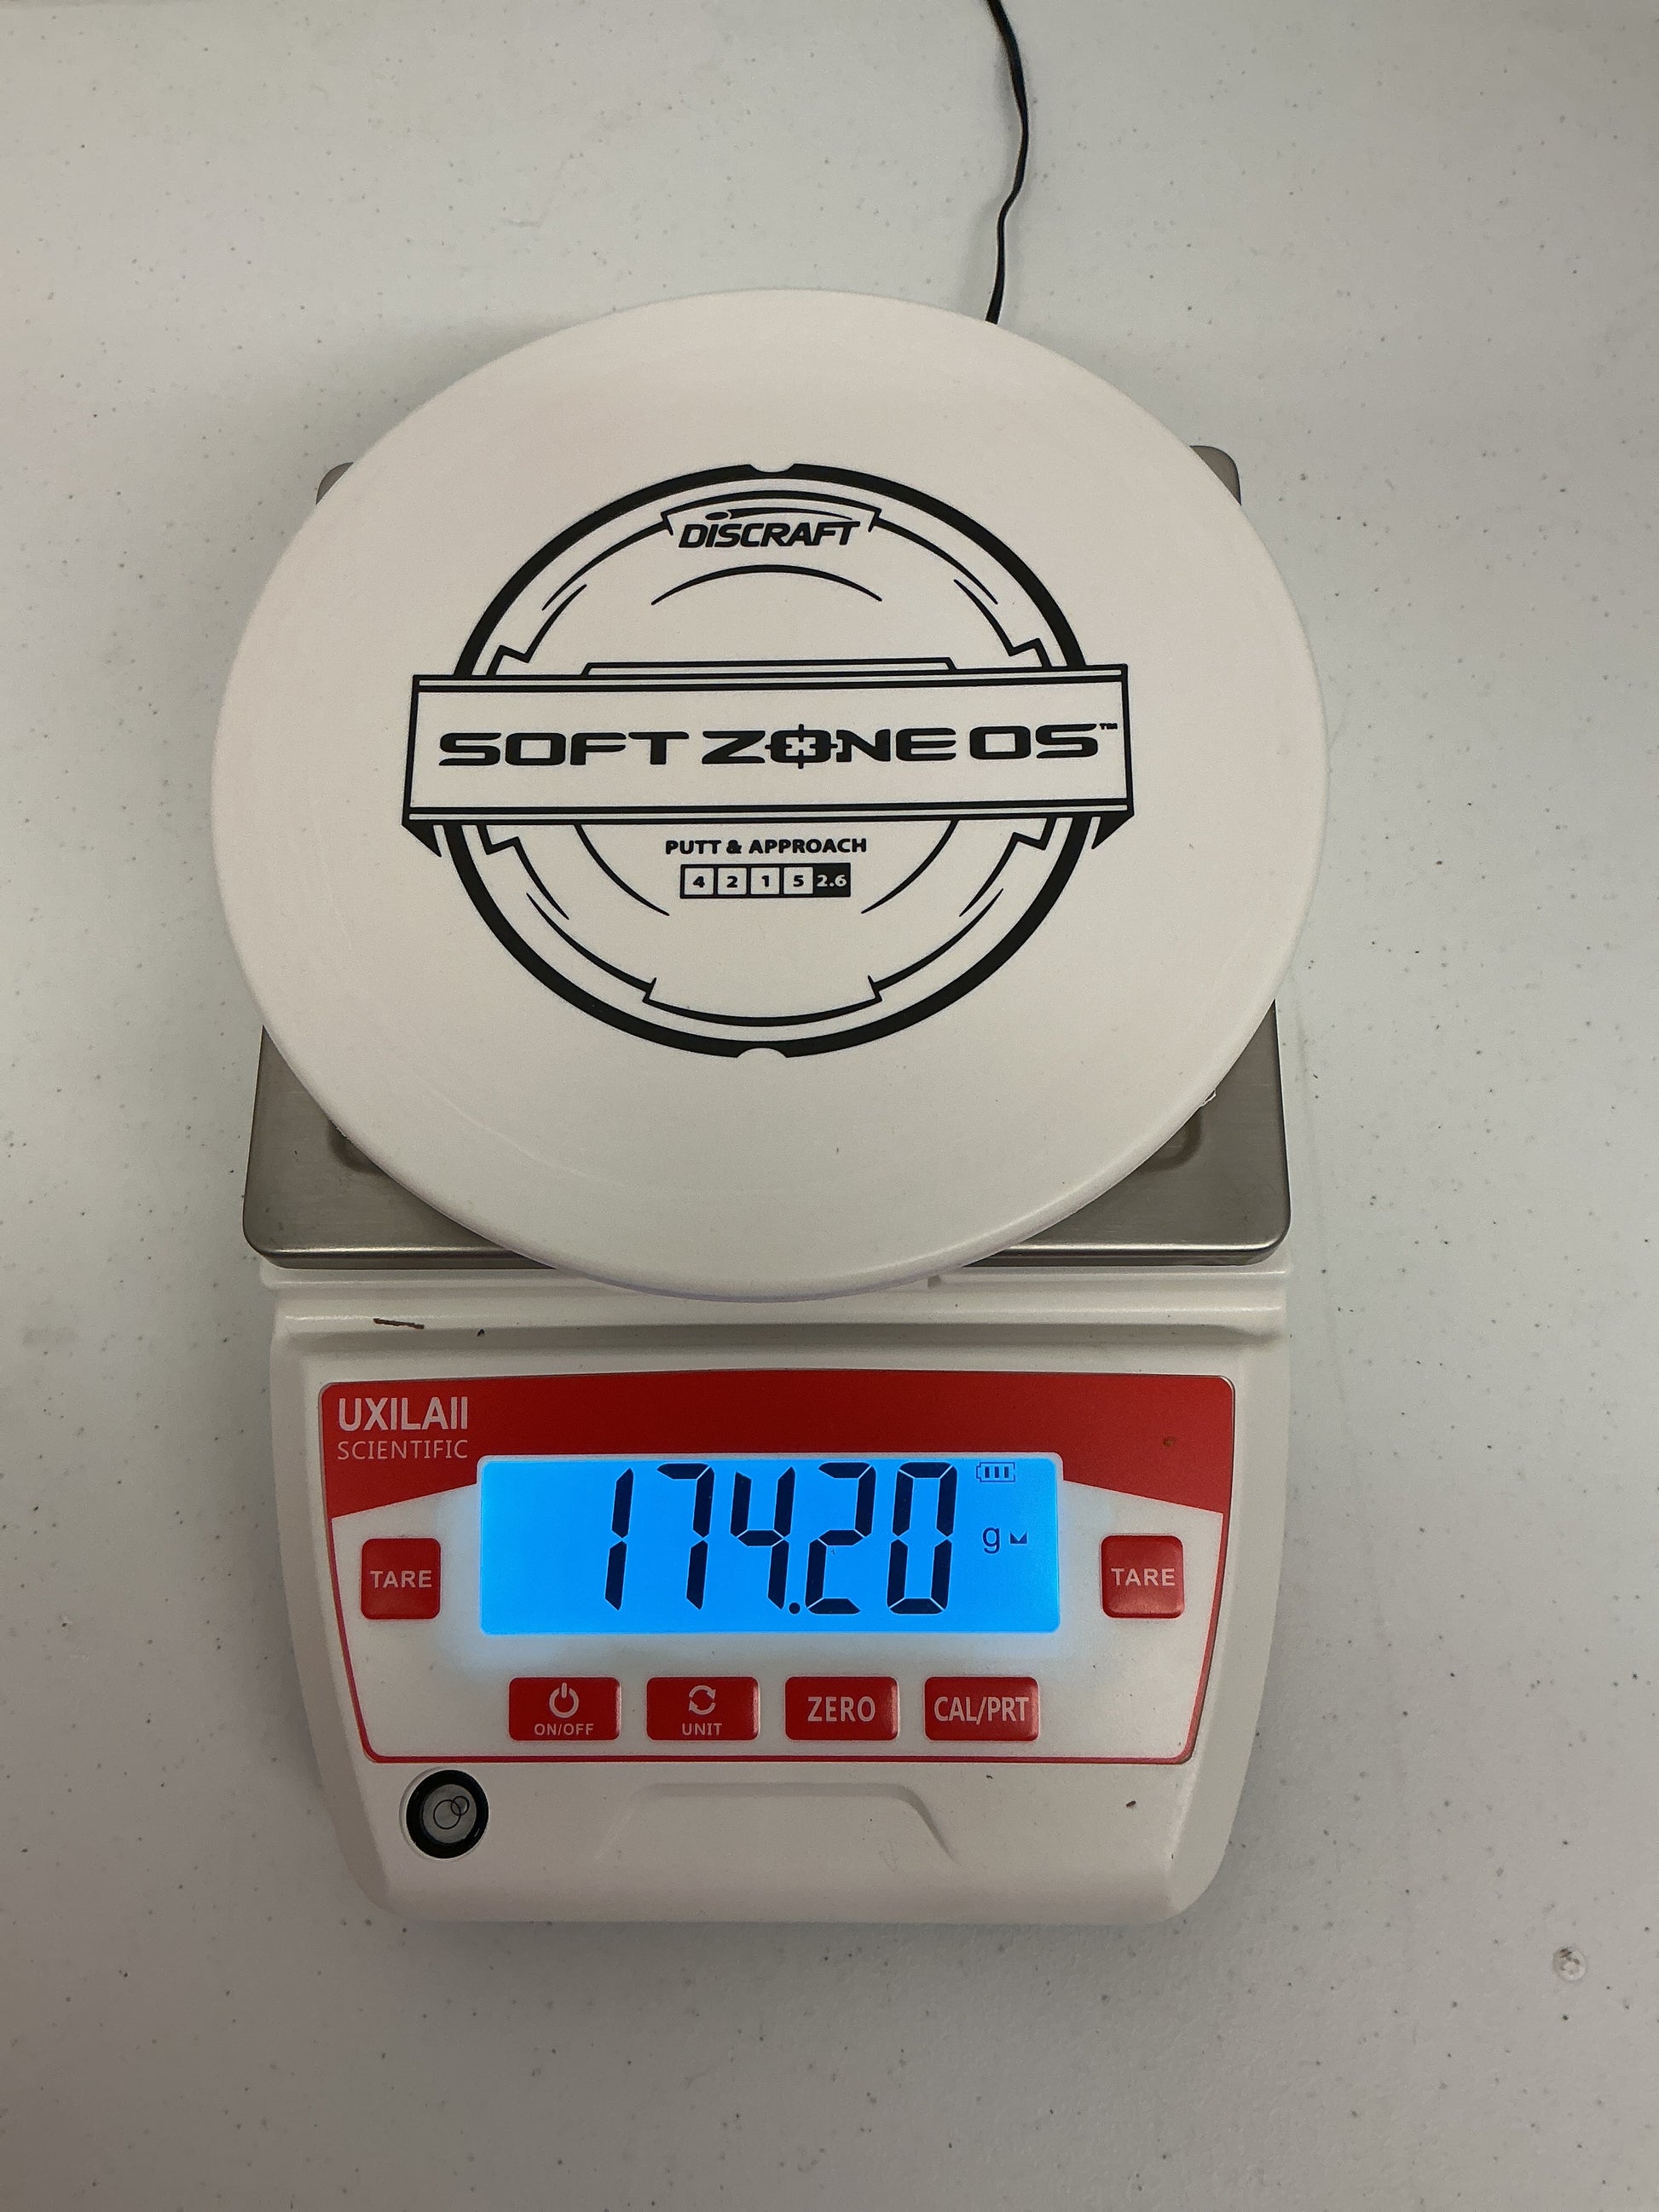 DISCRAFT
SOFT ZONE OS™
PUTT & APPROACH
4 2 1 5 2.6
UXILAII
SCIENTIFIC
174.20 g
TARE
TARE
ON/OFF
UNIT
ZERO
CAL/PRT